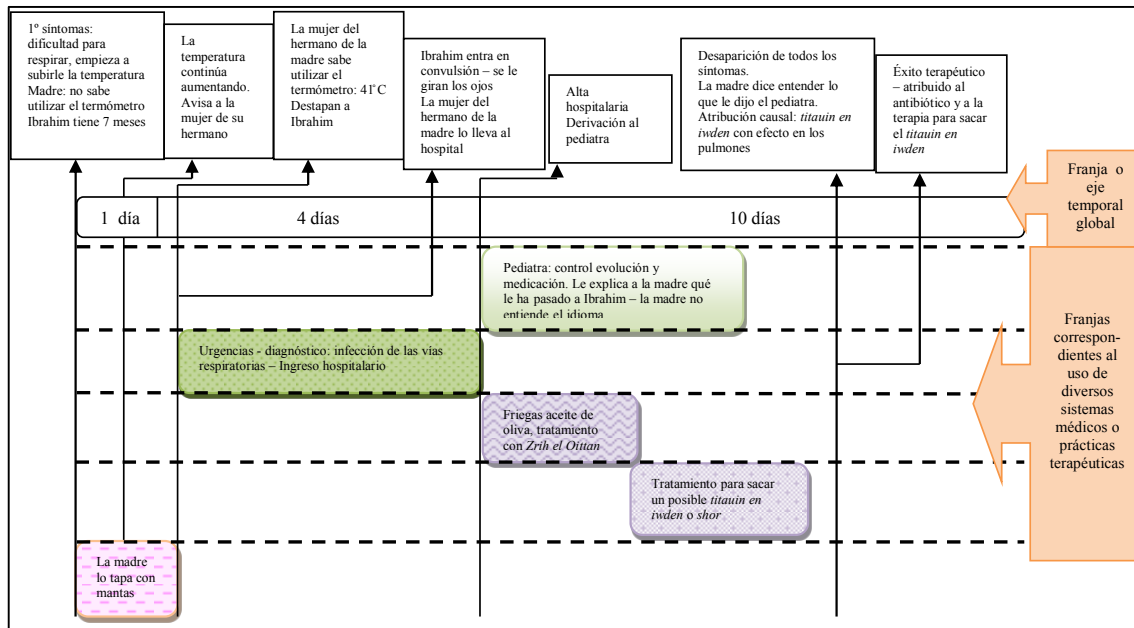 1º síntomas:
dificultad para
respirar, empieza a
subirle la temperatura
Madre: no sabe
utilizar el termómetro
Ibrahim tiene 7 meses
La
temperatura
continúa
aumentando.
Avisa a la
mujer de su
hermano
La mujer del
hermano de la
madre sabe
utilizar el
termómetro: 41˚C
Destapan a
Ibrahim
Ibrahim entra en
convulsión – se le
giran los ojos
La mujer del
hermano de la
madre lo lleva al
hospital
Alta
hospitalaria
Derivación al
pediatra
Desaparición de todos los
síntomas.
La madre dice entender lo
que le dijo el pediatra.
Atribución causal: titauin en
iwden con efecto en los
pulmones
Éxito terapéutico
– atribuido al
antibiótico y a la
terapia para sacar
el titauin en
iwden
Franja o
eje
temporal
global
1 día
4 días
10 días
Pediatra: control evolución y
medicación. Le explica a la madre qué
le ha pasado a Ibrahim – la madre no
entiende el idioma
Urgencias - diagnóstico: infección de las vías
respiratorias – Ingreso hospitalario
Friegas aceite de
oliva, tratamiento
con Zrih el Oittan
Tratamiento para sacar
un posible titauin en
iwden o shor
La madre
lo tapa con
mantas
Franjas
correspon-
dientes al
uso de
diversos
sistemas
médicos o
prácticas
terapéuticas